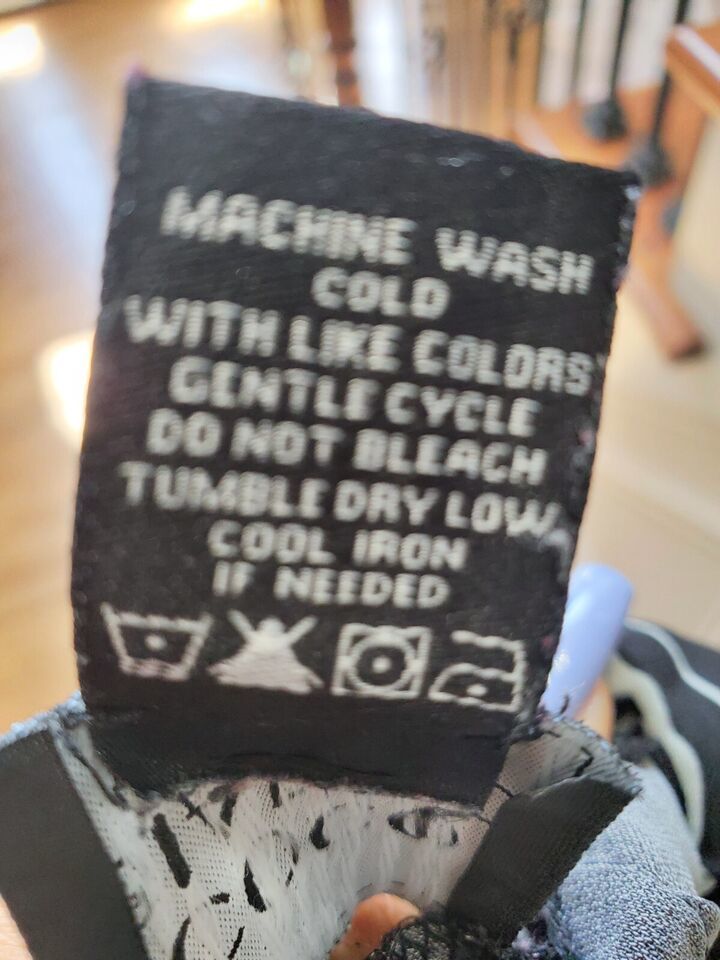 MACHINE WASH
COLD
WITH LIKE COLORS
GENTLE CYCLE
DO NOT BLEACH
TUMBLE DRY LOW
COOL IRON
IF NEEDED